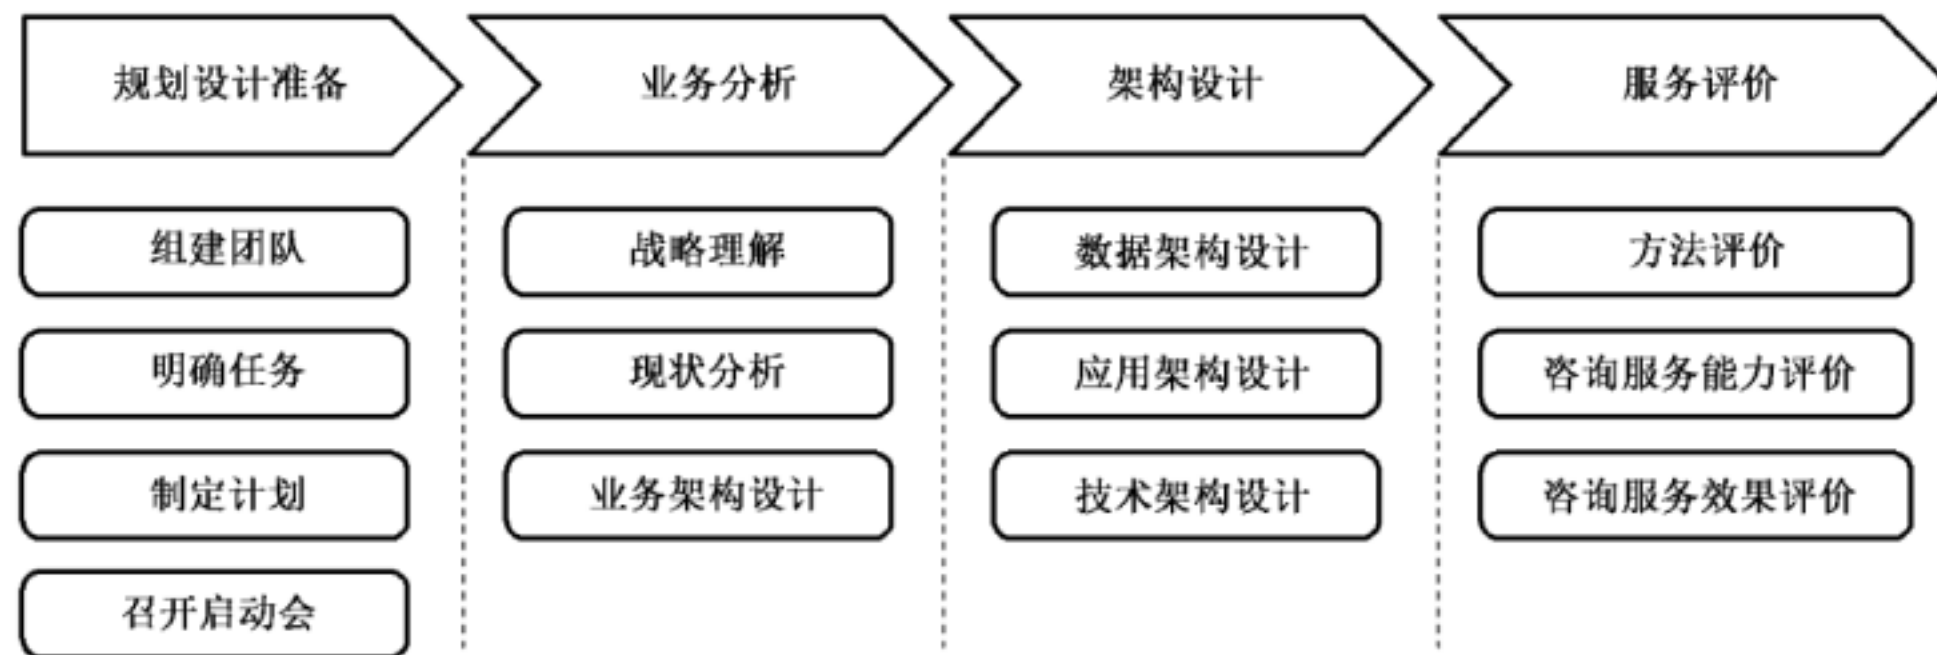 规划设计准备
业务分析
架构设计
服务评价
组建团队
战略理解
数据架构设计
方法评价
明确任务
现状分析
应用架构设计
咨询服务能力评价
制定计划
业务架构设计
技术架构设计
咨询服务效果评价
召开启动会